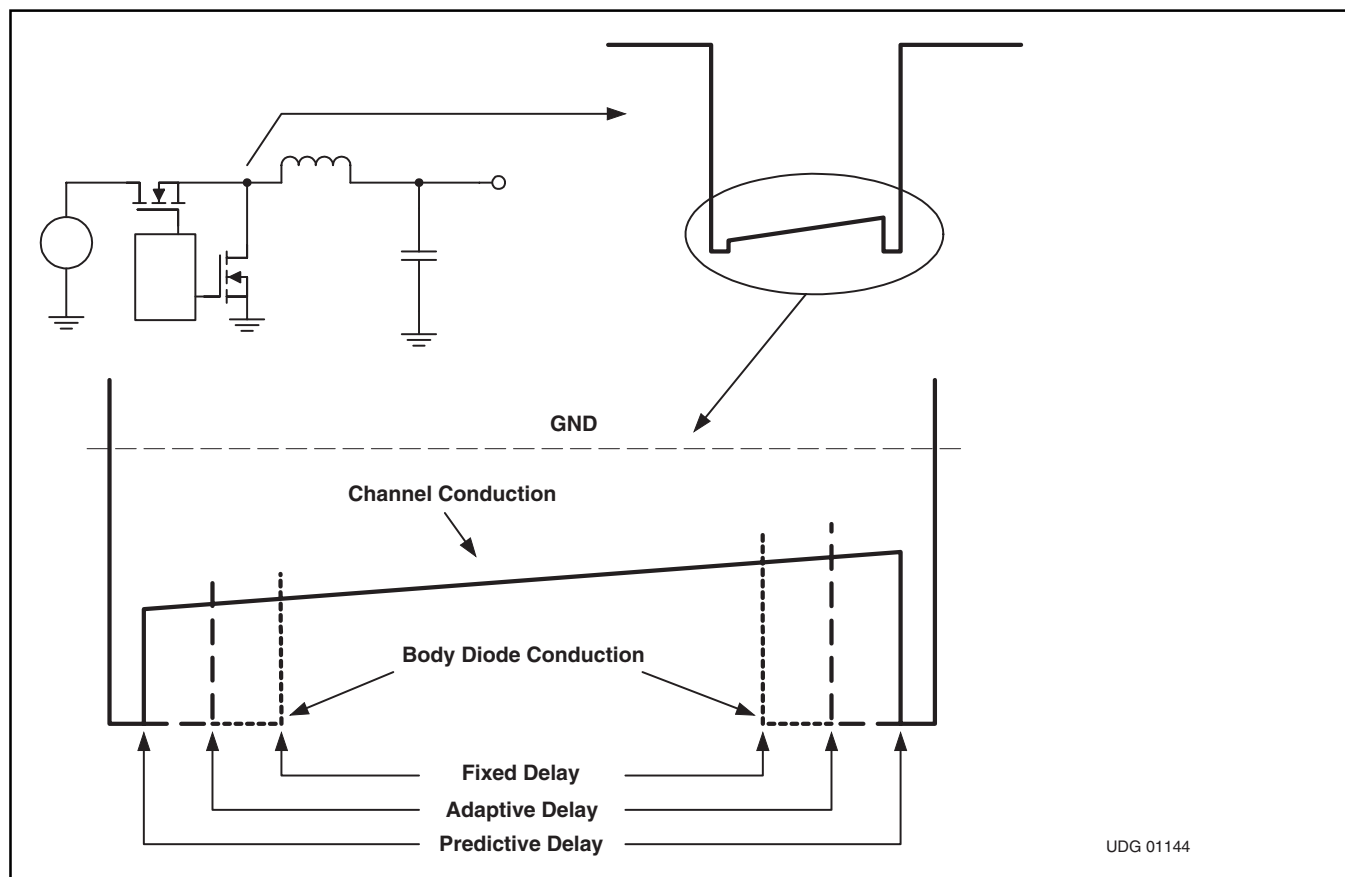 GND
Channel Conduction
Body Diode Conduction
Fixed Delay
Adaptive Delay
Predictive Delay
UDG 01144